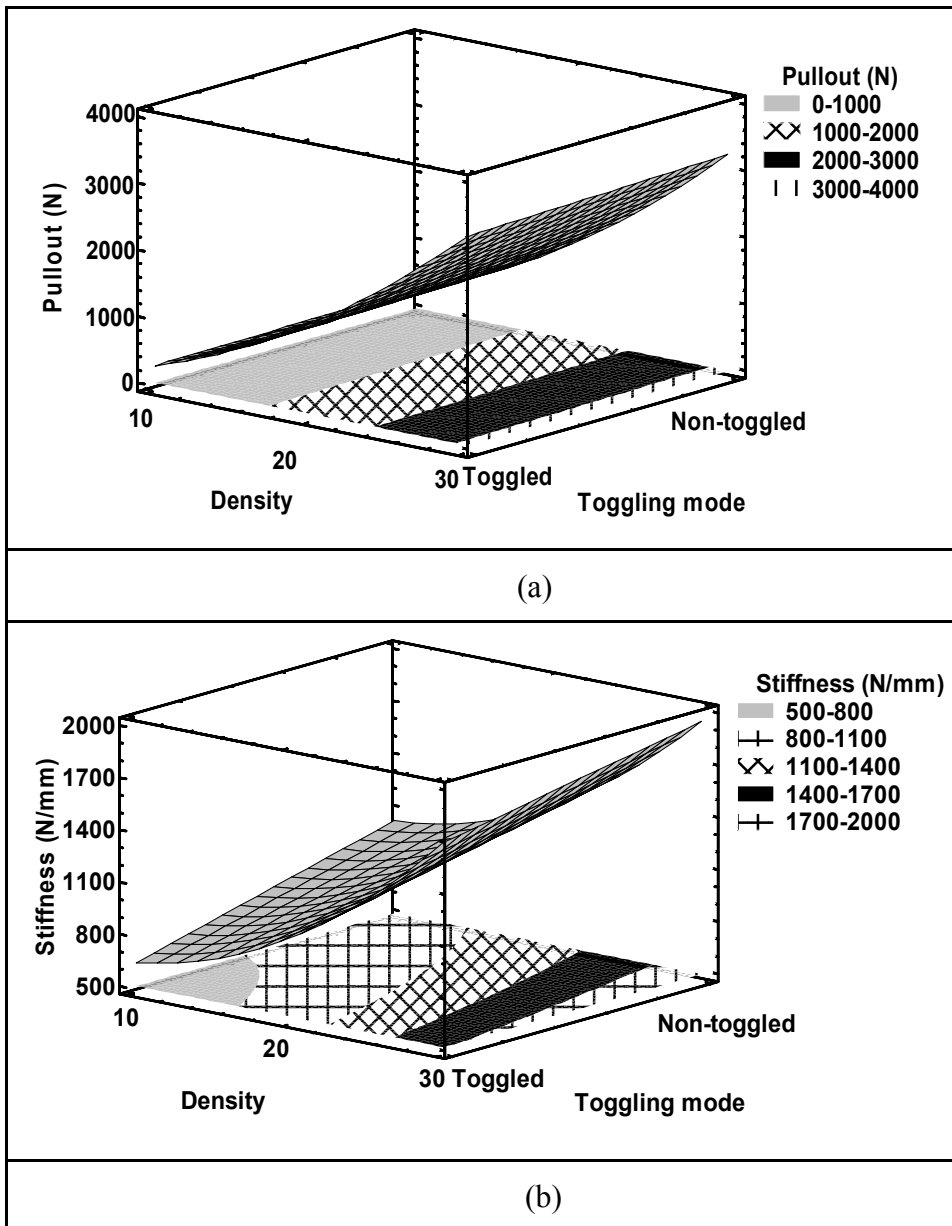 Pullout (N)
0-1000
1000-2000
2000-3000
3000-4000
4000
3000
2000
1000
0
Pullout (N)
10
20
30
Density
Toggled
Non-toggled
Toggling mode
(a)
Stiffness (N/mm)
500-800
800-1100
1100-1400
1400-1700
1700-2000
2000
1700
1400
1100
800
500
Stiffness (N/mm)
10
20
30
Density
Toggled
Non-toggled
Toggling mode
(b)